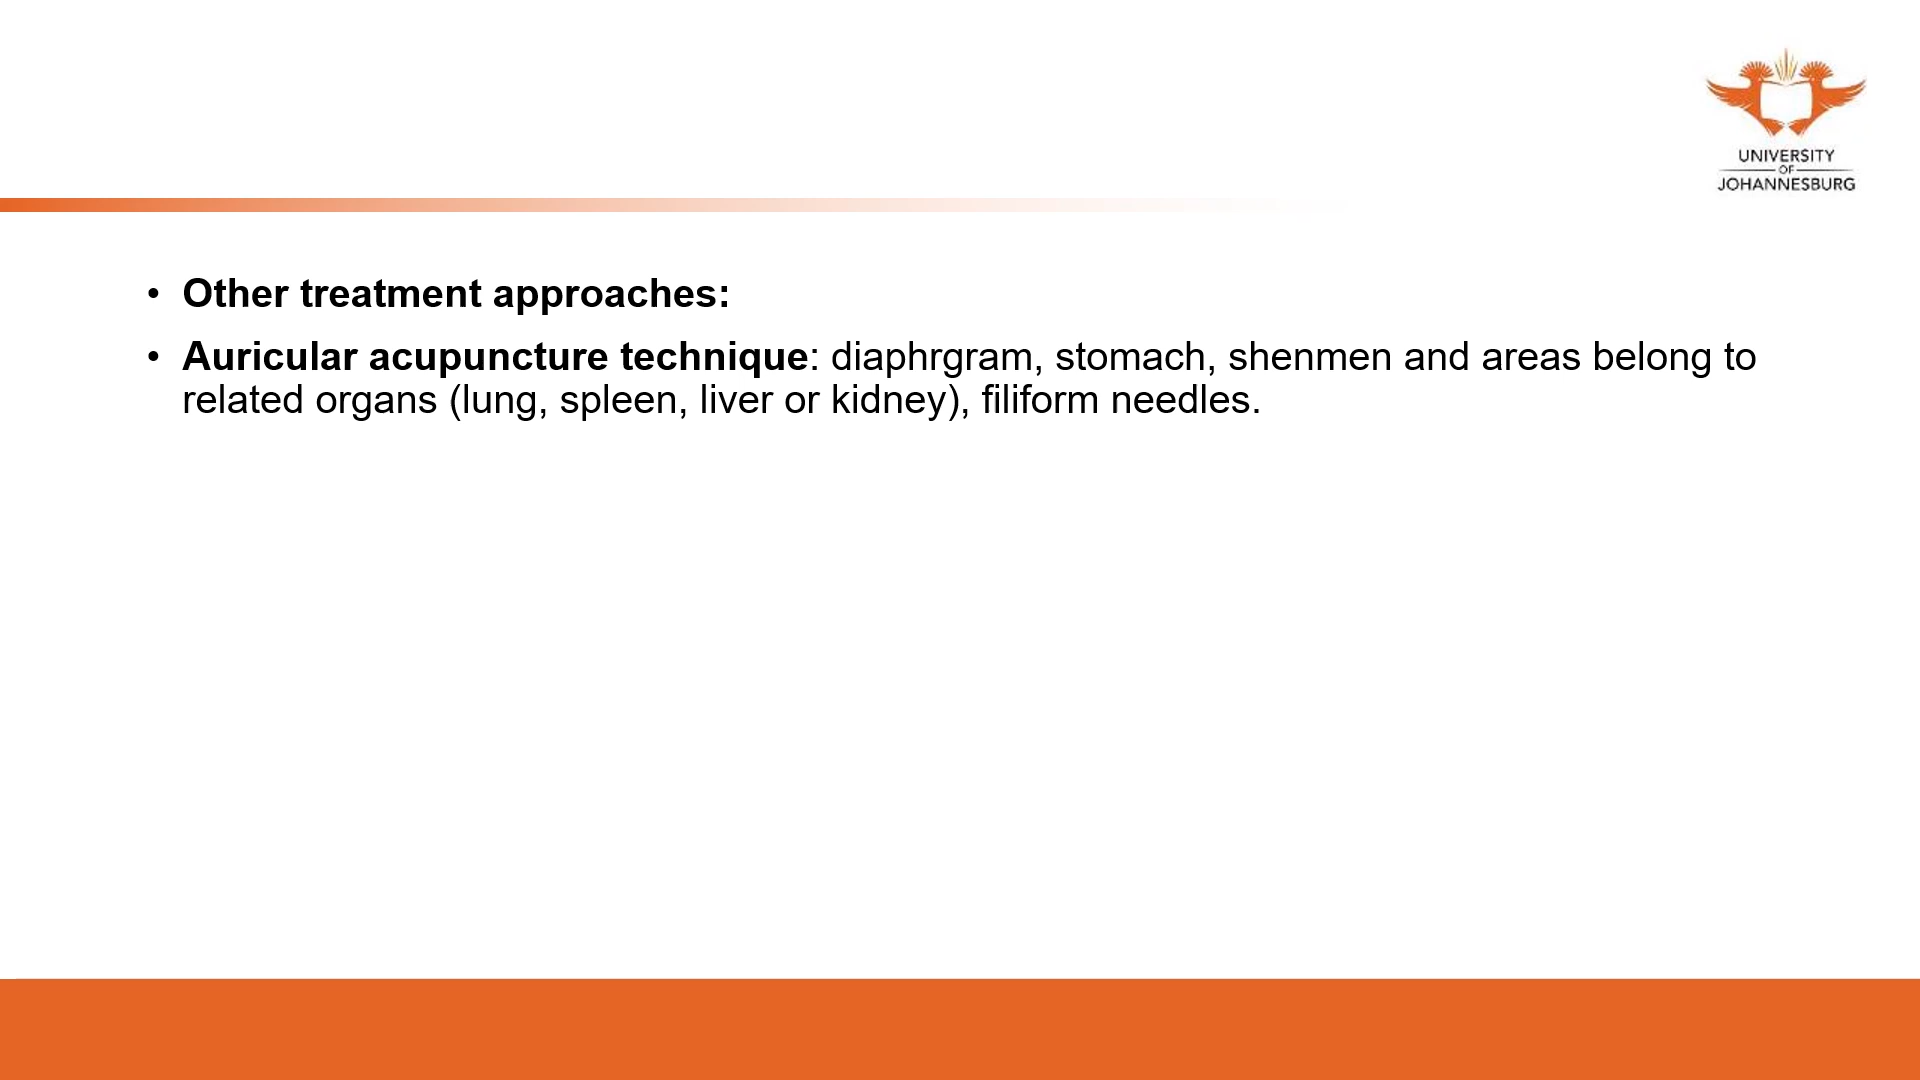 UNIVERSITY
OF
JOHANNESBURG
• Other treatment approaches:
• Auricular acupuncture technique: diaphrgram, stomach, shenmen and areas belong to
related organs (lung, spleen, liver or kidney), filiform needles.